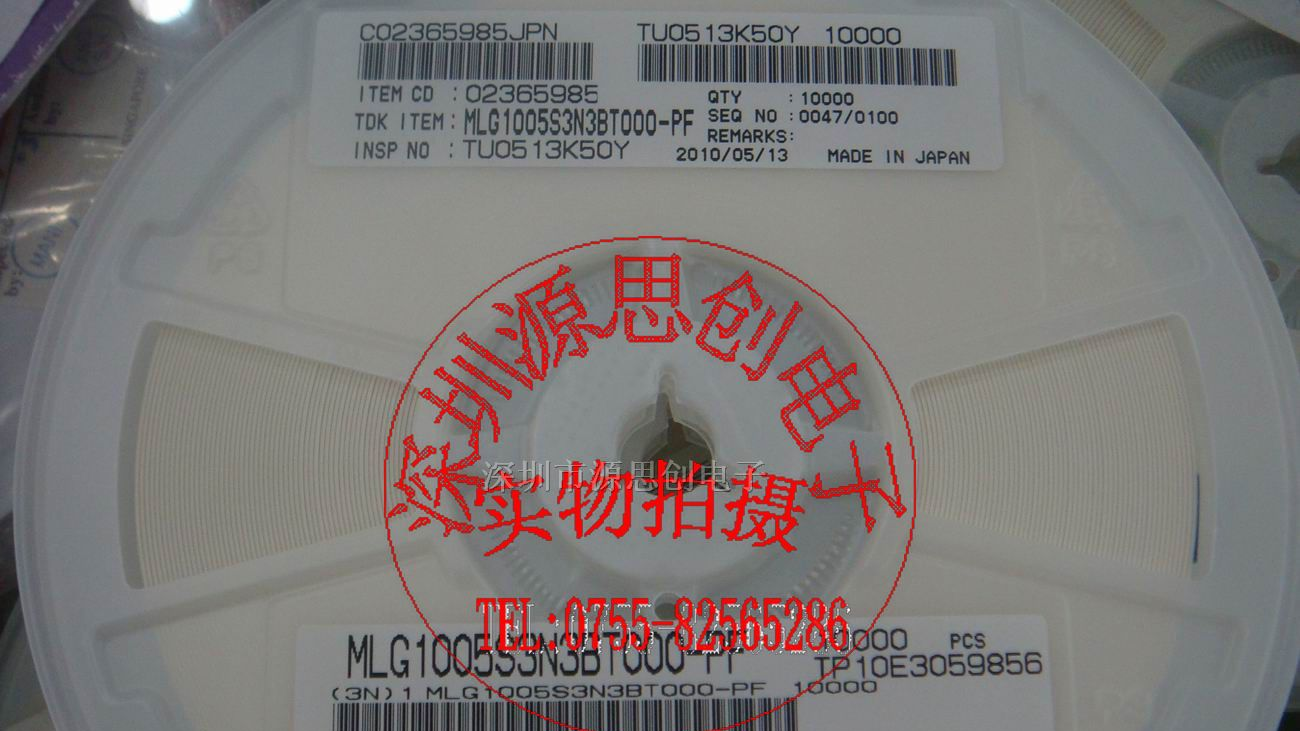 C02365985JPN TU0513K50Y 10000
ITEM CD : 02365985
QTY : 10000
TDK ITEM : MLG1005S3N3BT000-PF
SEQ NO : 0047/0100
REMARKS:
INSP NO : TU0513K50Y
2010/05/13 MADE IN JAPAN
深圳源思创电子
深圳市源思创电子
实物拍摄
TEL:0755-82565286
MLG1005S3N3BT000-PF 10000 PCS
TP10E3059856
(3N)1 MLG1005S3N3BT000-PF 10000